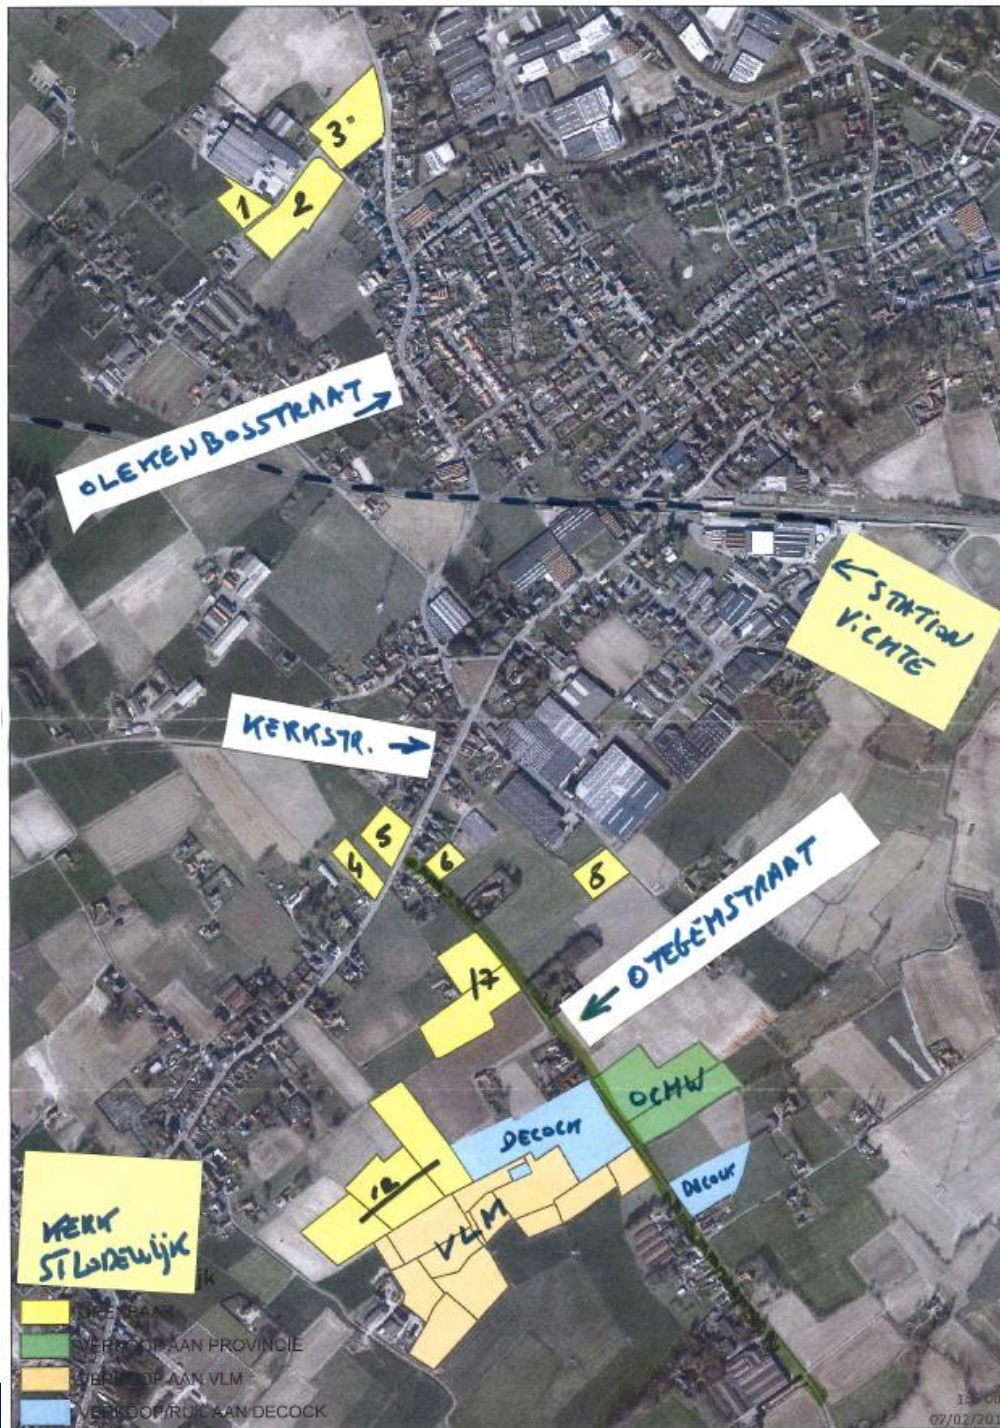 3
1
2
OLEKENBOSSTRAAT →
← STATION
VICHTE
KERKSTR. →
5
4
6
8
← OTEGEMSTRAAT
17
OCMW
DECOCK
DECOCK
VLM
KERK
ST LODEWIJK
OPENBAAR
VERKOOP AAN PROVINCIE
VERKOOP AAN VLM
VERKOOP/RUIL AAN DECOCK